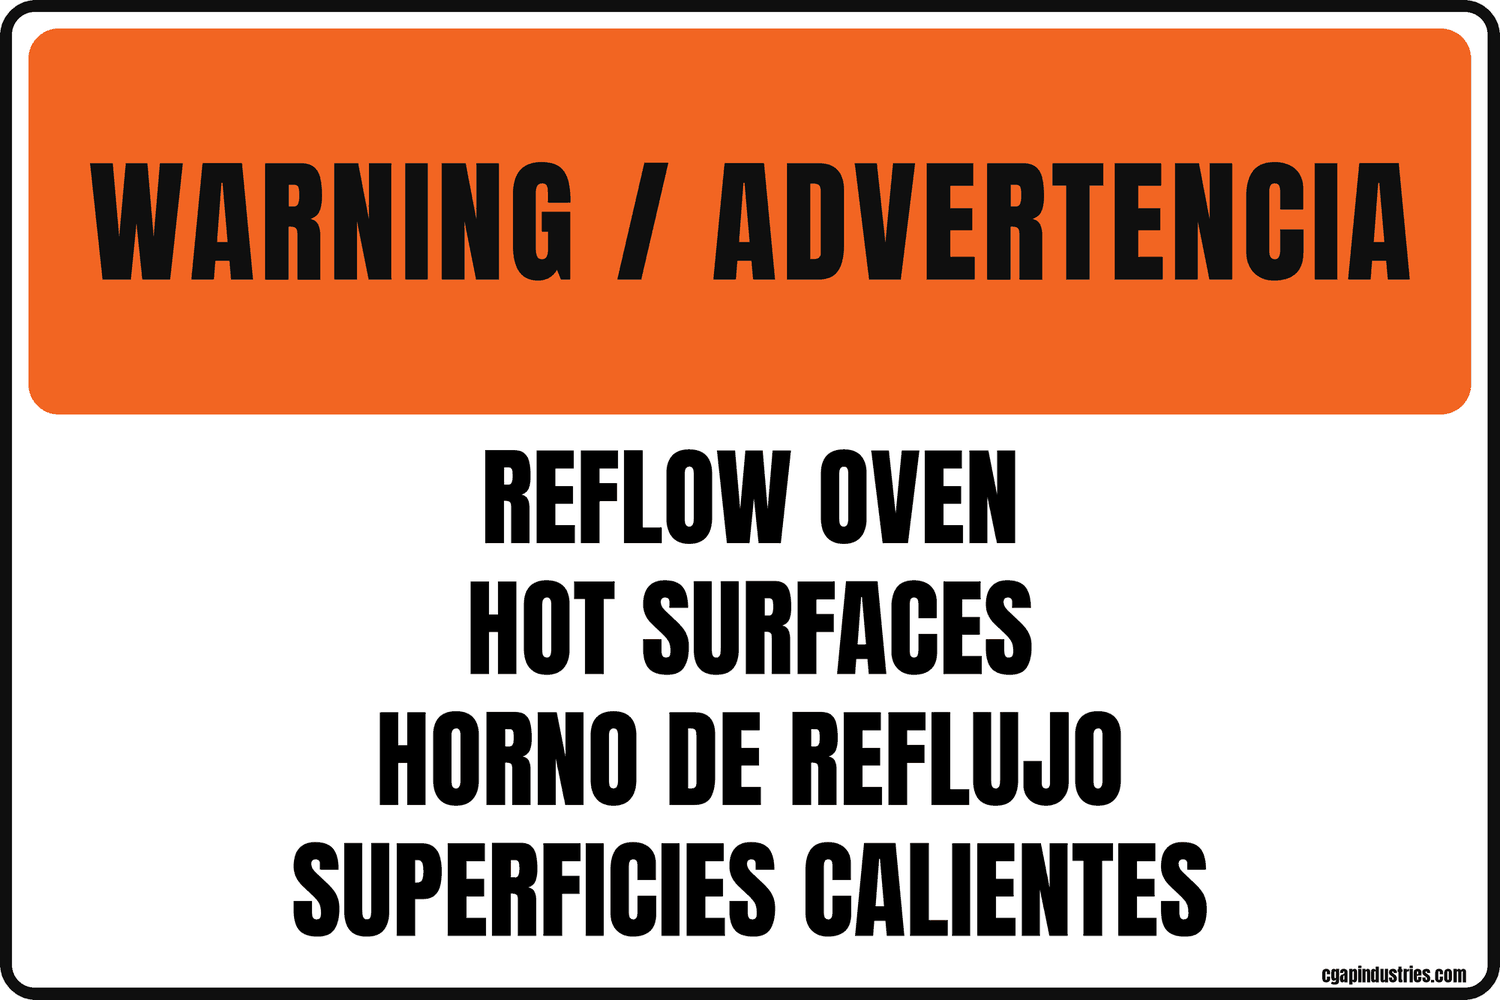 WARNING / ADVERTENCIA
REFLOW OVEN
HOT SURFACES
HORNO DE REFLUJO
SUPERFICIES CALIENTES
cgapindustries.com